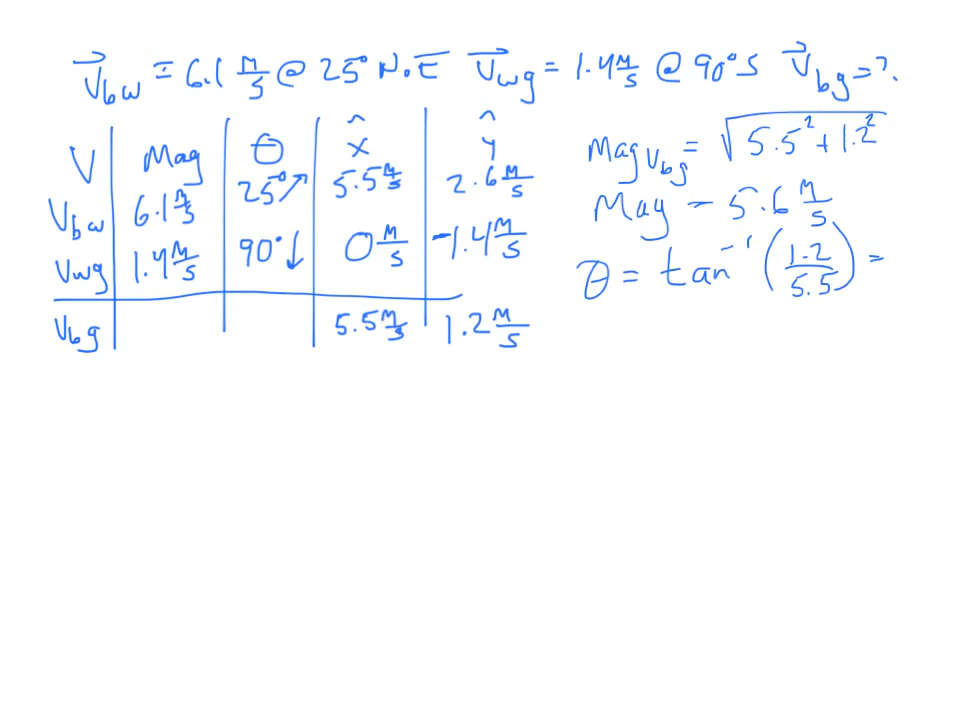 V⃗bw = 6.1 m/s @ 25° N.E V⃗wg = 1.4 m/s @ 90° S V⃗bg = ?.
V Mag θ x̂ ŷ
Vbw 6.1 m/s 25° ↗ 5.5 m/s 2.6 m/s
Vwg 1.4 m/s 90° ↓ 0 m/s -1.4 m/s
Vbg 5.5 m/s 1.2 m/s
Mag Vbg = √5.5² + 1.2²
Mag = 5.6 m/s
θ = tan⁻¹ (1.2/5.5) =